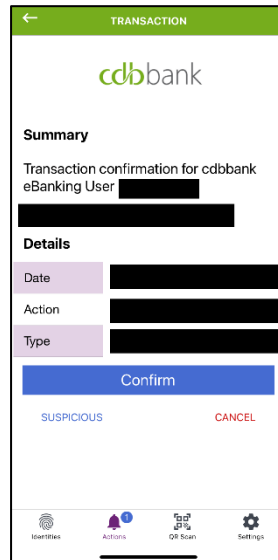 TRANSACTION
cdbbank
Summary
Transaction confirmation for cdbbank
eBanking User
Details
Date
Action
Type
Confirm
SUSPICIOUS CANCEL
1
Identities Actions QR Scan Settings